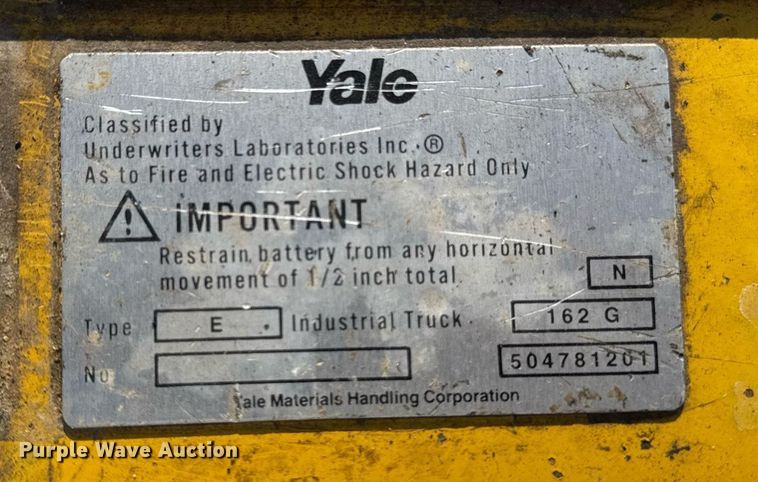 Yale
Classified by
Underwriters Laboratories Inc.®
As to Fire and Electric Shock Hazard Only
IMPORTANT
Restrain battery from any horizontal
movement of 1/2 inch total
N
Type E Industrial Truck 162 G
No 504781201
Yale Materials Handling Corporation
Purple Wave Auction